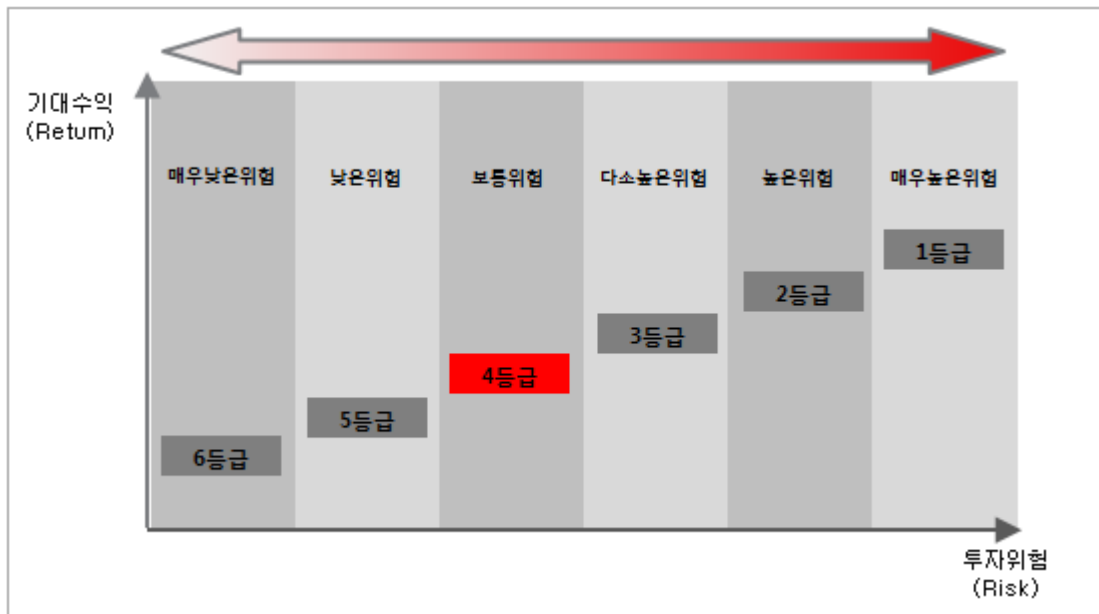 기대수익
(Retum)
매우낮은위험 낮은위험 보통위험 다소높은위험 높은위험 매우높은위험
1등급
2등급
3등급
4등급
5등급
6등급
투자위험
(Risk)